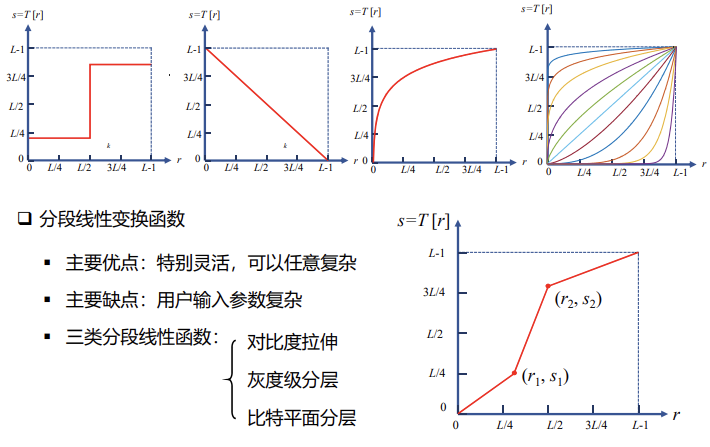 s=T [r]
L-1
3L/4
L/2
L/4
0
0 L/4 L/2 3L/4 L-1 r
k
s=T [r]
L-1
3L/4
L/2
L/4
0
0 L/4 L/2 3L/4 L-1 r
k
s=T [r]
L-1
3L/4
L/2
L/4
0
0 L/4 L/2 3L/4 L-1 r
s=T [r]
L-1
3L/4
L/2
L/4
0
0 L/4 L/2 3L/4 L-1 r
❑ 分段线性变换函数
▪ 主要优点：特别灵活，可以任意复杂
▪ 主要缺点：用户输入参数复杂
▪ 三类分段线性函数：
对比度拉伸
灰度级分层
比特平面分层
s=T [r]
L-1
3L/4
(r2, s2)
L/2
L/4
(r1, s1)
0
0 L/4 L/2 3L/4 L-1 r